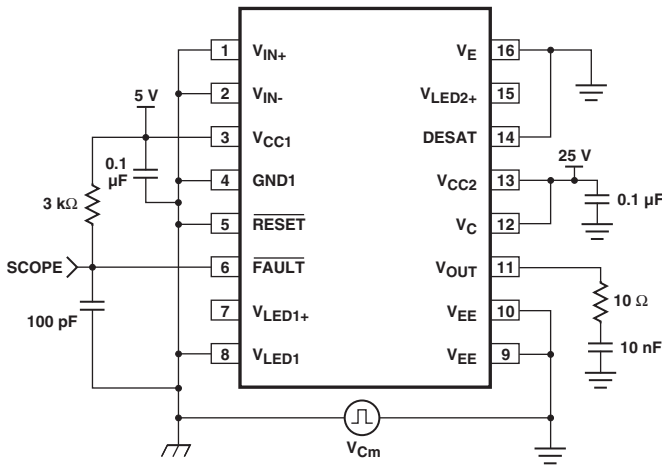 1 V_IN+
2 V_IN-
3 V_CC1
4 GND1
5 RESET
6 FAULT
7 V_LED1+
8 V_LED1
V_E 16
V_LED2+ 15
DESAT 14
V_CC2 13
V_C 12
V_OUT 11
V_EE 10
V_EE 9
5 V
0.1 µF
3 kΩ
SCOPE
100 pF
25 V
0.1 µF
10 Ω
10 nF
V_Cm